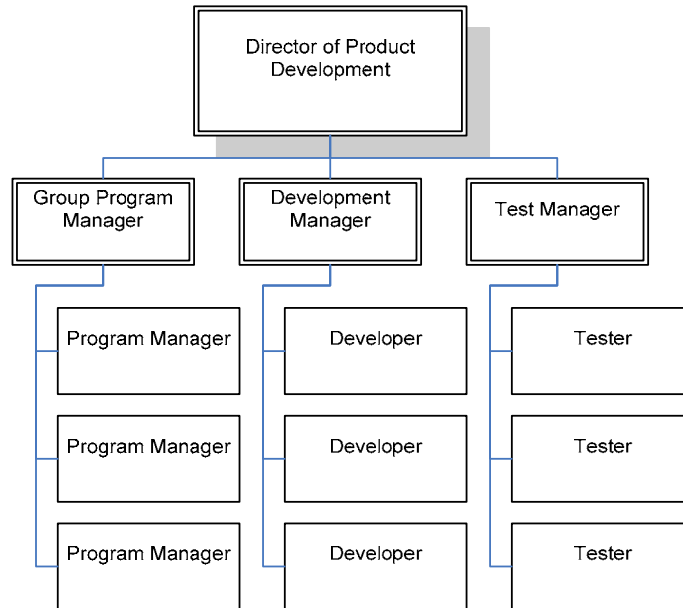 Director of Product
Development
Group Program
Manager
Development
Manager
Test Manager
Program Manager
Developer
Tester
Program Manager
Developer
Tester
Program Manager
Developer
Tester